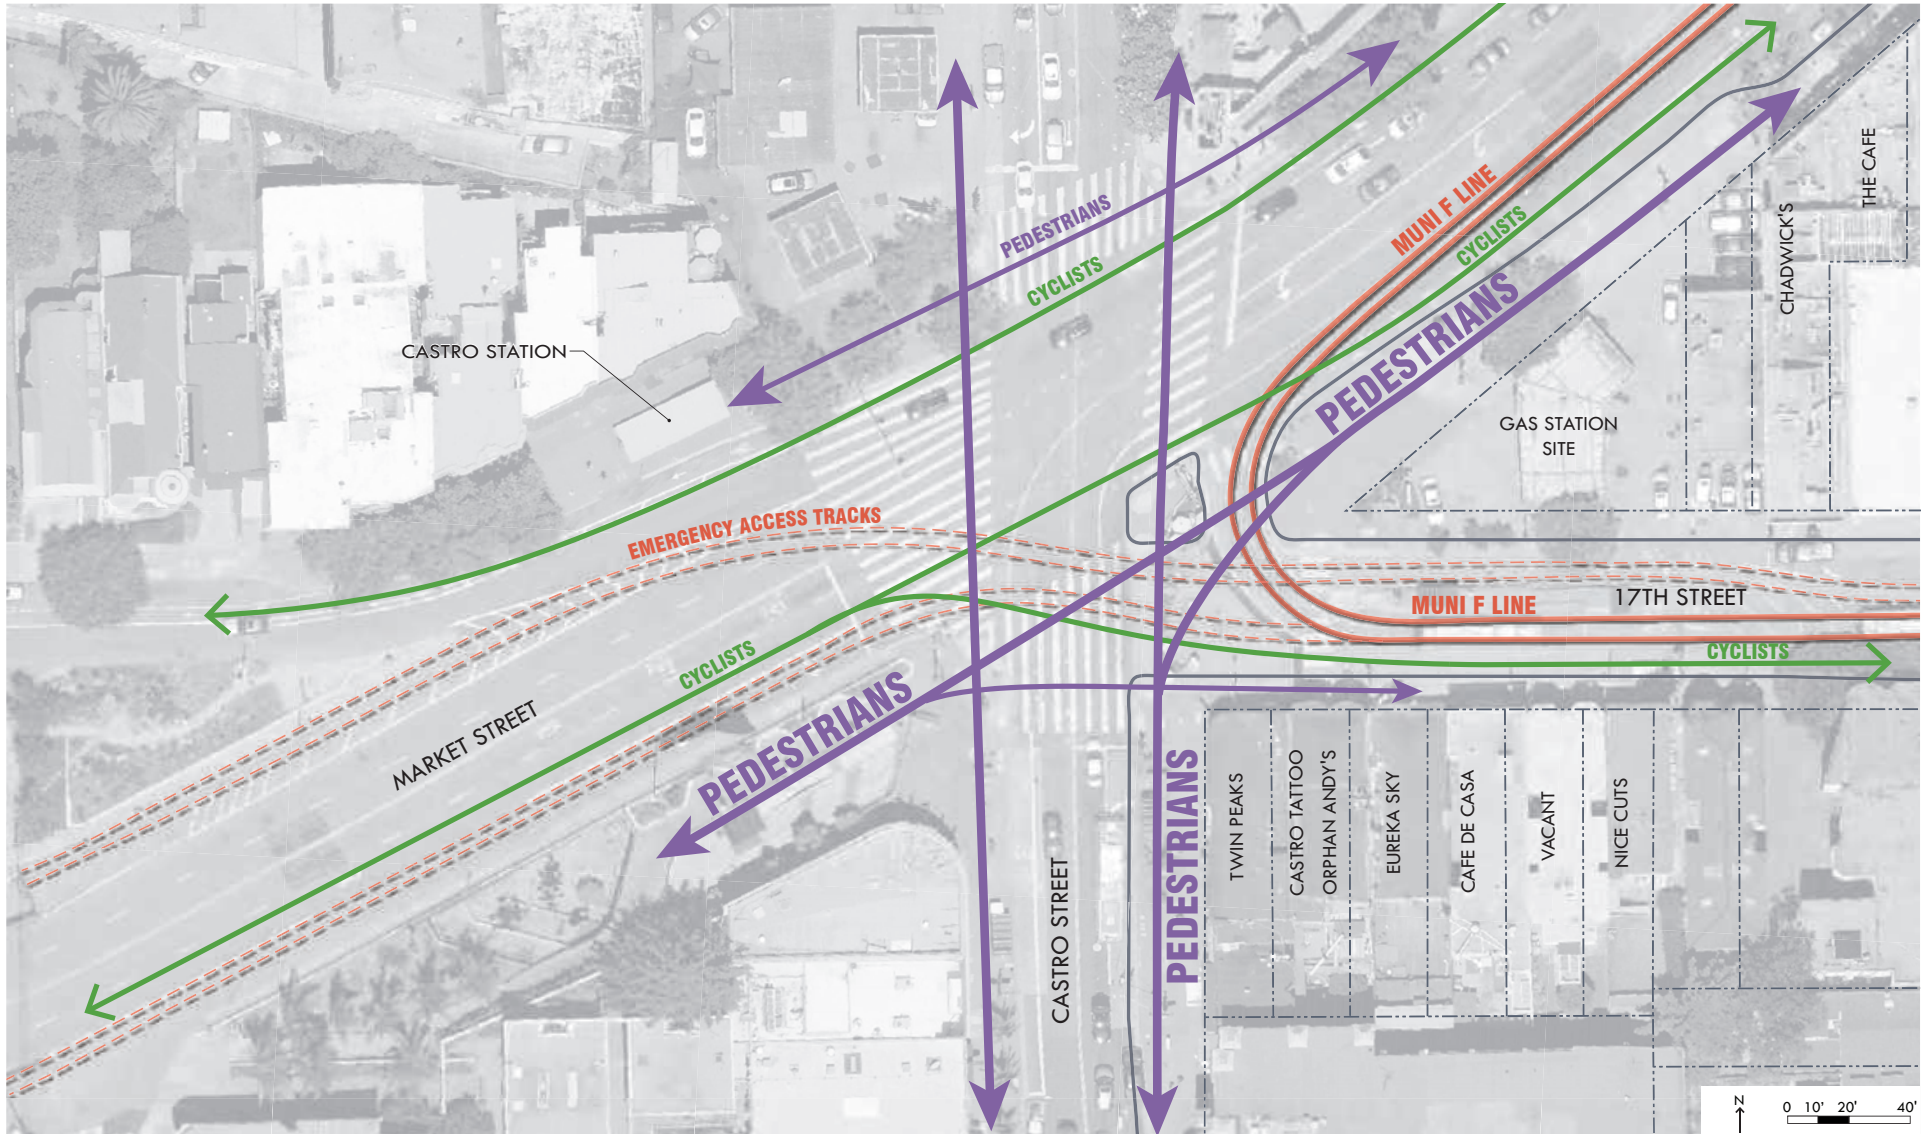 THE CAFE
CHADWICK'S
PEDESTRIANS
CYCLISTS
MUNI F LINE
CYCLISTS
PEDESTRIANS
CASTRO STATION
GAS STATION
SITE
EMERGENCY ACCESS TRACKS
MUNI F LINE
17TH STREET
CYCLISTS
CYCLISTS
MARKET STREET
PEDESTRIANS
PEDESTRIANS
CASTRO STREET
TWIN PEAKS
CASTRO TATTOO
ORPHAN ANDY'S
EUREKA SKY
CAFE DE CASA
VACANT
NICE CUTS
N
0 10' 20' 40'